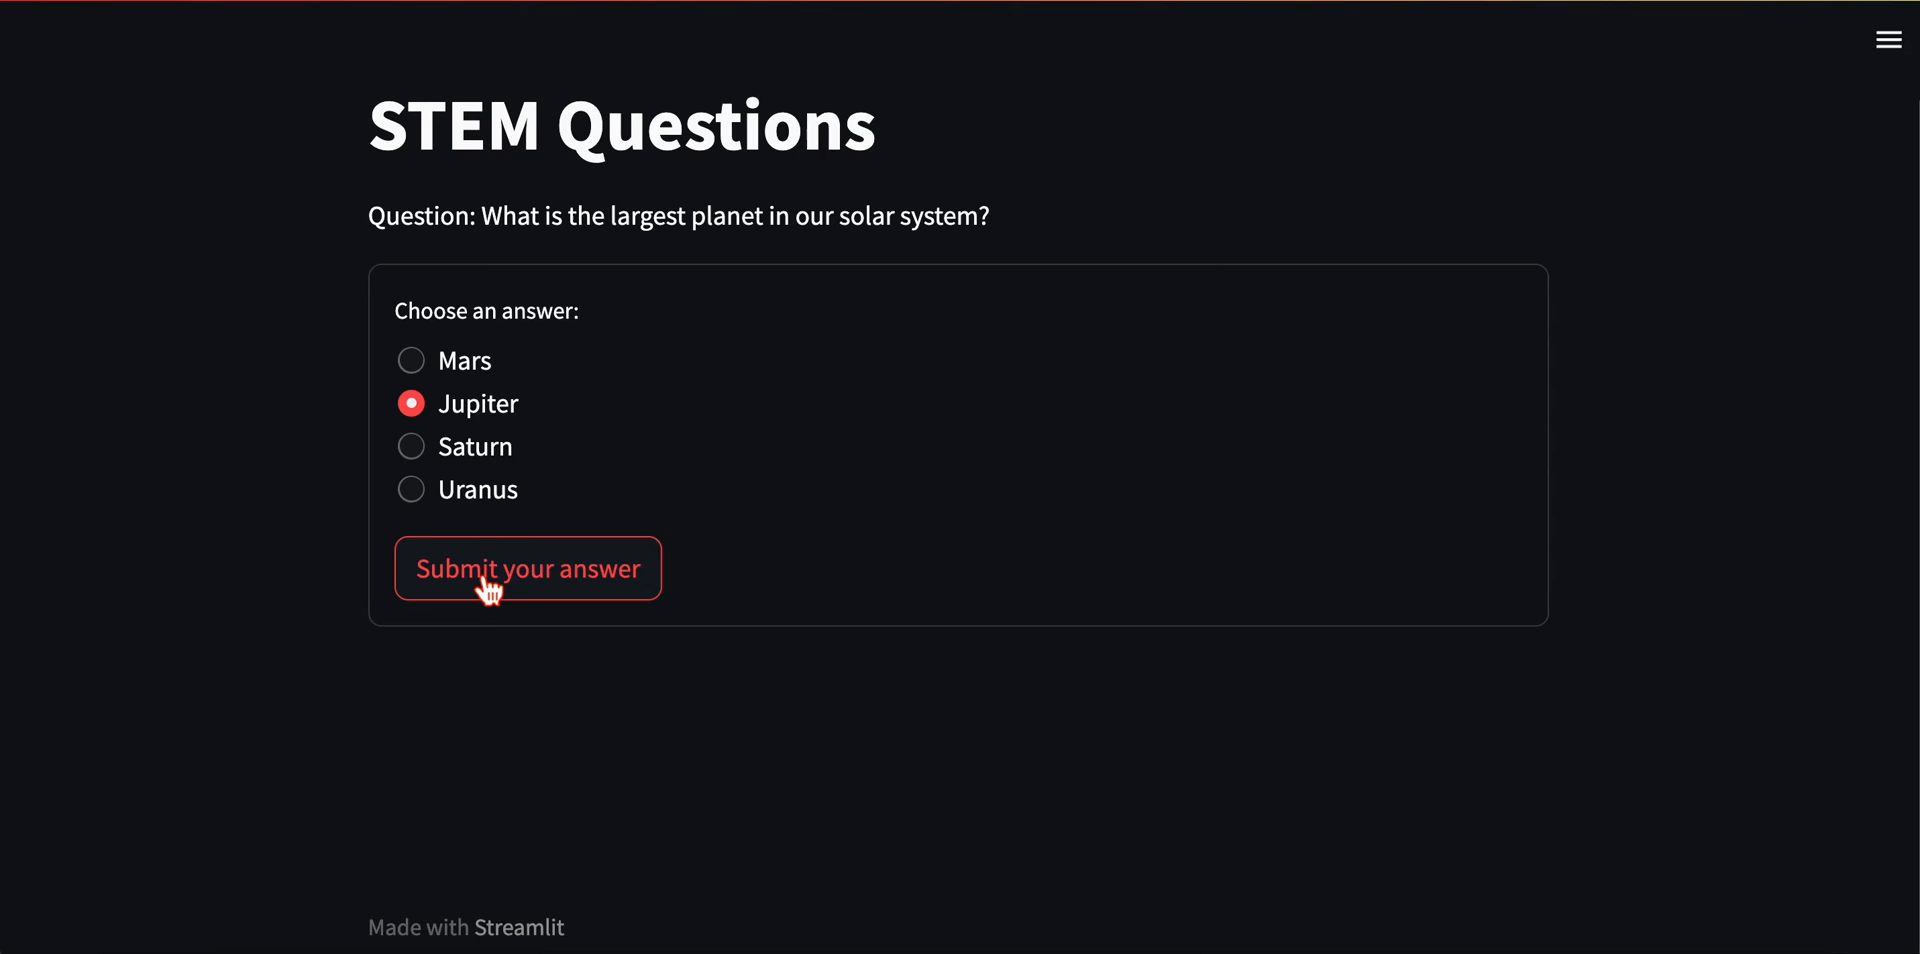 STEM Questions
Question: What is the largest planet in our solar system?
Choose an answer:
Mars
Jupiter
Saturn
Uranus
Submit your answer
Made with Streamlit